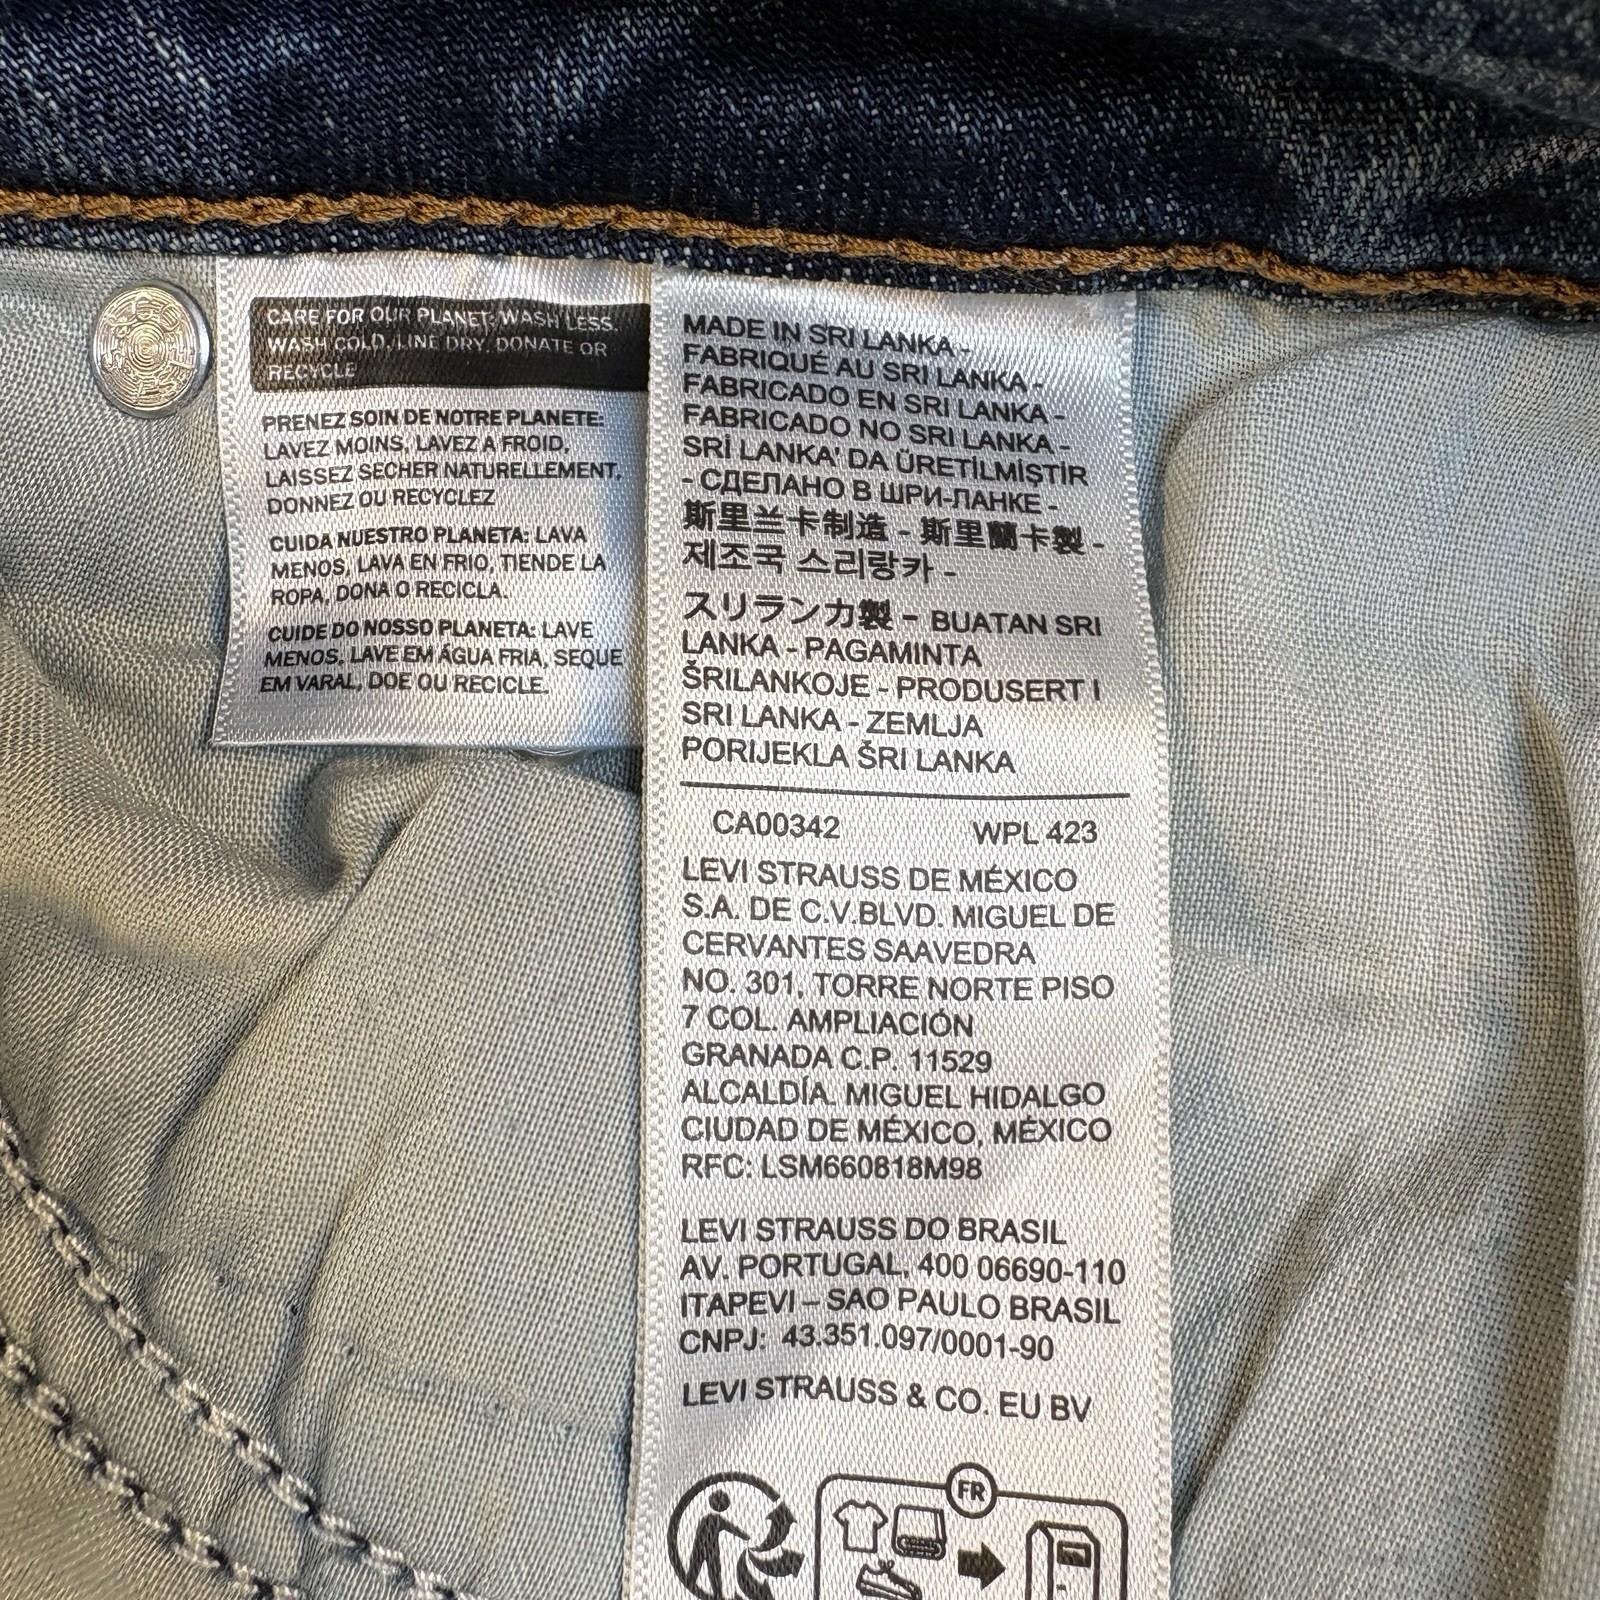 CARE FOR OUR PLANET: WASH LESS.
WASH COLD, LINE DRY, DONATE OR
RECYCLE
PRENEZ SOIN DE NOTRE PLANETE:
LAVEZ MOINS, LAVEZ A FROID,
LAISSEZ SECHER NATURELLEMENT,
DONNEZ OU RECYCLEZ
CUIDA NUESTRO PLANETA: LAVA
MENOS, LAVA EN FRIO, TIENDE LA
ROPA, DONA O RECICLA.
CUIDE DO NOSSO PLANETA: LAVE
MENOS, LAVE EM ÁGUA FRIA, SEQUE
EM VARAL, DOE OU RECICLE.
MADE IN SRI LANKA -
FABRIQUÉ AU SRI LANKA -
FABRICADO EN SRI LANKA -
FABRICADO NO SRI LANKA -
SRİ LANKA' DA ÜRETİLMİŞTİR
- СДЕЛАНО В ШРИ-ЛАНКЕ -
斯里兰卡制造 - 斯里蘭卡製 -
제조국 스리랑카 -
スリランカ製 - BUATAN SRI
LANKA - PAGAMINTA
ŠRILANKOJE - PRODUSERT I
SRI LANKA - ZEMLJA
PORIJEKLA ŠRI LANKA
CA00342 WPL 423
LEVI STRAUSS DE MÉXICO
S.A. DE C.V.BLVD. MIGUEL DE
CERVANTES SAAVEDRA
NO. 301, TORRE NORTE PISO
7 COL. AMPLIACIÓN
GRANADA C.P. 11529
ALCALDÍA. MIGUEL HIDALGO
CIUDAD DE MÉXICO, MÉXICO
RFC: LSM660818M98
LEVI STRAUSS DO BRASIL
AV. PORTUGAL, 400 06690-110
ITAPEVI – SAO PAULO BRASIL
CNPJ: 43.351.097/0001-90
LEVI STRAUSS & CO. EU BV
FR